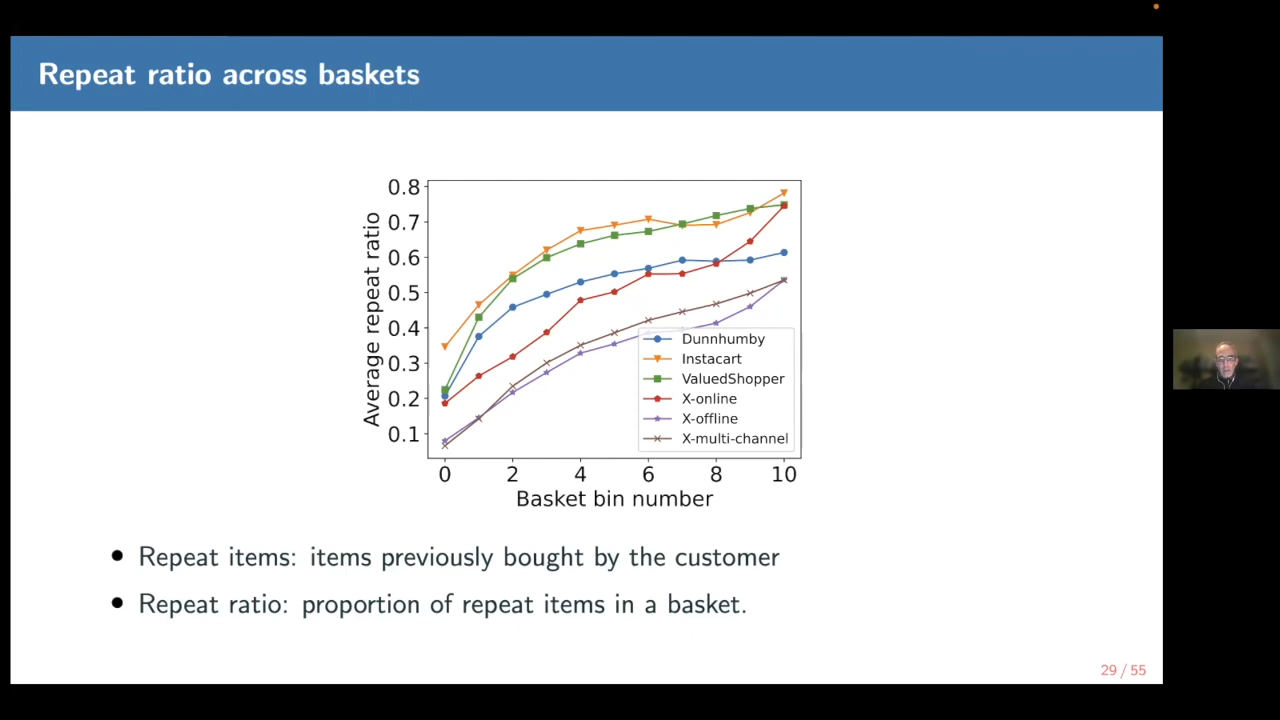 Repeat ratio across baskets
0.8
0.7
0.6
0.5
0.4
0.3
0.2
0.1
Average repeat ratio
0 2 4 6 8 10
Basket bin number
Dunnhumby
Instacart
ValuedShopper
X-online
X-offline
X-multi-channel
• Repeat items: items previously bought by the customer
• Repeat ratio: proportion of repeat items in a basket.
29 / 55